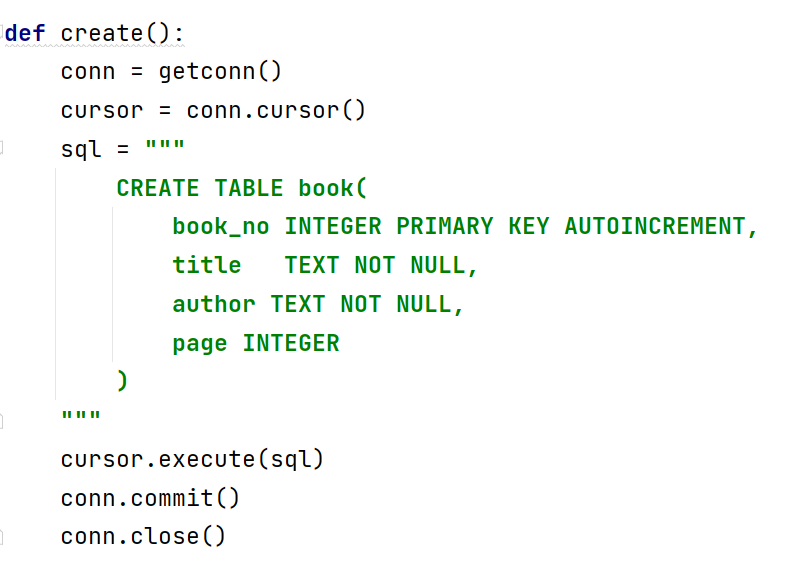 def create():
    conn = getconn()
    cursor = conn.cursor()
    sql = """
        CREATE TABLE book(
            book_no INTEGER PRIMARY KEY AUTOINCREMENT,
            title   TEXT NOT NULL,
            author TEXT NOT NULL,
            page INTEGER
        )
    """
    cursor.execute(sql)
    conn.commit()
    conn.close()